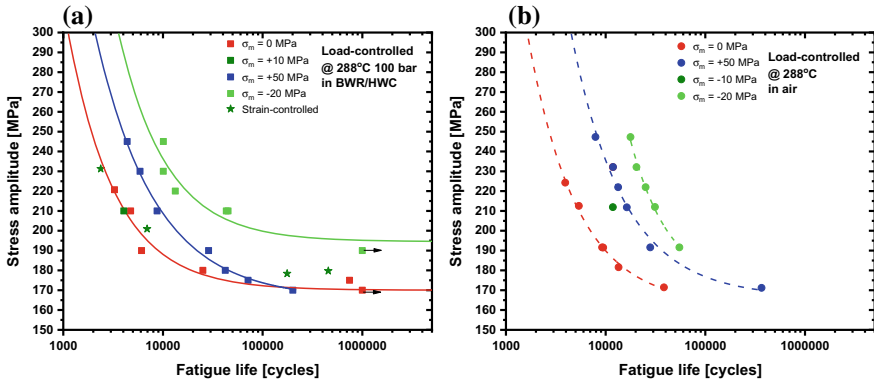 (a)
300
290
280
270
260
250
240
230
220
210
200
190
180
170
160
150
Stress amplitude [MPa]
σm = 0 MPa
σm = +10 MPa
σm = +50 MPa
σm = -20 MPa
Strain-controlled
Load-controlled
@ 288°C 100 bar
in BWR/HWC
1000 10000 100000 1000000
Fatigue life [cycles]
(b)
300
290
280
270
260
250
240
230
220
210
200
190
180
170
160
150
Stress amplitude [MPa]
σm = 0 MPa
σm = +50 MPa
σm = -10 MPa
σm = -20 MPa
Load-controlled
@ 288°C
in air
1000 10000 100000 1000000
Fatigue life [cycles]